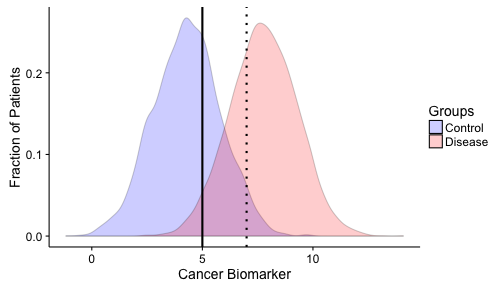 Fraction of Patients
0.2
0.1
0.0
0
5
10
Cancer Biomarker
Groups
Control
Disease